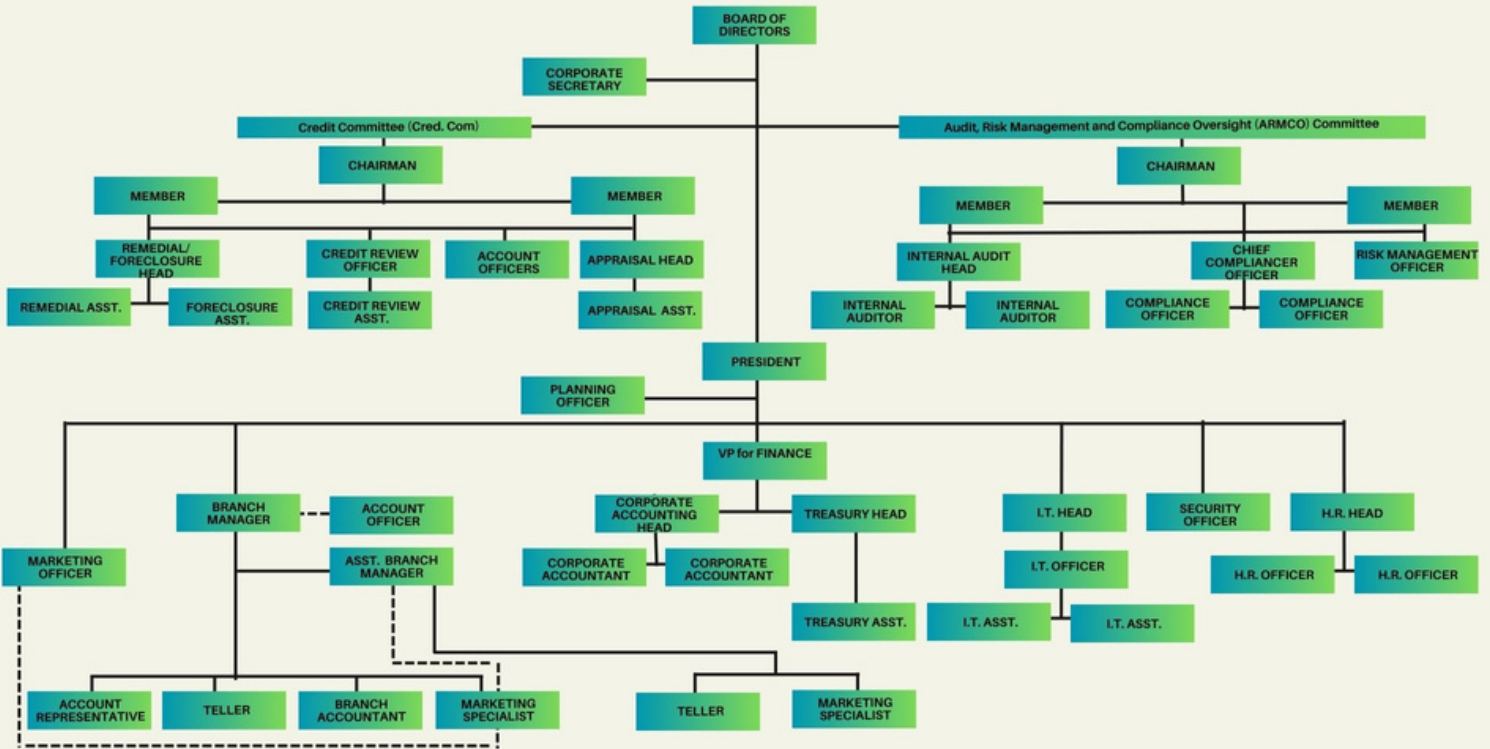 BOARD OF
DIRECTORS
CORPORATE
SECRETARY
Credit Committee (Cred. Com)
Audit, Risk Management and Compliance Oversight (ARMCO) Committee
CHAIRMAN
CHAIRMAN
MEMBER
MEMBER
MEMBER
MEMBER
REMEDIAL/
FORECLOSURE
HEAD
CREDIT REVIEW
OFFICER
ACCOUNT
OFFICERS
APPRAISAL HEAD
INTERNAL AUDIT
HEAD
CHIEF
COMPLIANCER
OFFICER
RISK MANAGEMENT
OFFICER
REMEDIAL ASST.
FORECLOSURE
ASST.
CREDIT REVIEW
ASST.
APPRAISAL ASST.
INTERNAL
AUDITOR
INTERNAL
AUDITOR
COMPLIANCE
OFFICER
COMPLIANCE
OFFICER
PRESIDENT
PLANNING
OFFICER
VP for FINANCE
BRANCH
MANAGER
ACCOUNT
OFFICER
CORPORATE
ACCOUNTING
HEAD
TREASURY HEAD
I.T. HEAD
SECURITY
OFFICER
H.R. HEAD
MARKETING
OFFICER
ASST. BRANCH
MANAGER
CORPORATE
ACCOUNTANT
CORPORATE
ACCOUNTANT
I.T. OFFICER
H.R. OFFICER
H.R. OFFICER
TREASURY ASST.
I.T. ASST.
I.T. ASST.
ACCOUNT
REPRESENTATIVE
TELLER
BRANCH
ACCOUNTANT
MARKETING
SPECIALIST
TELLER
MARKETING
SPECIALIST